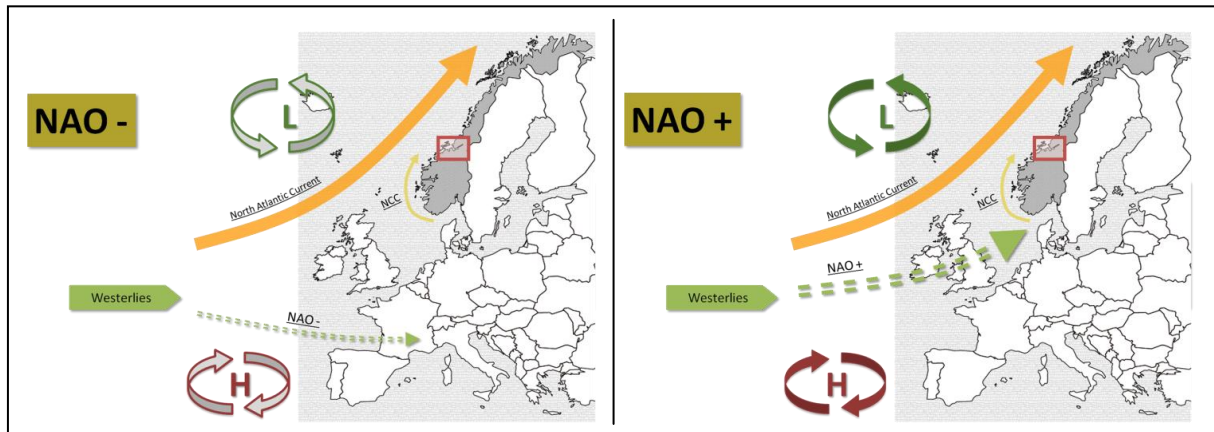 NAO -
L
North Atlantic Current
NCC
Westerlies
NAO -
H
NAO +
L
North Atlantic Current
NCC
NAO +
Westerlies
H